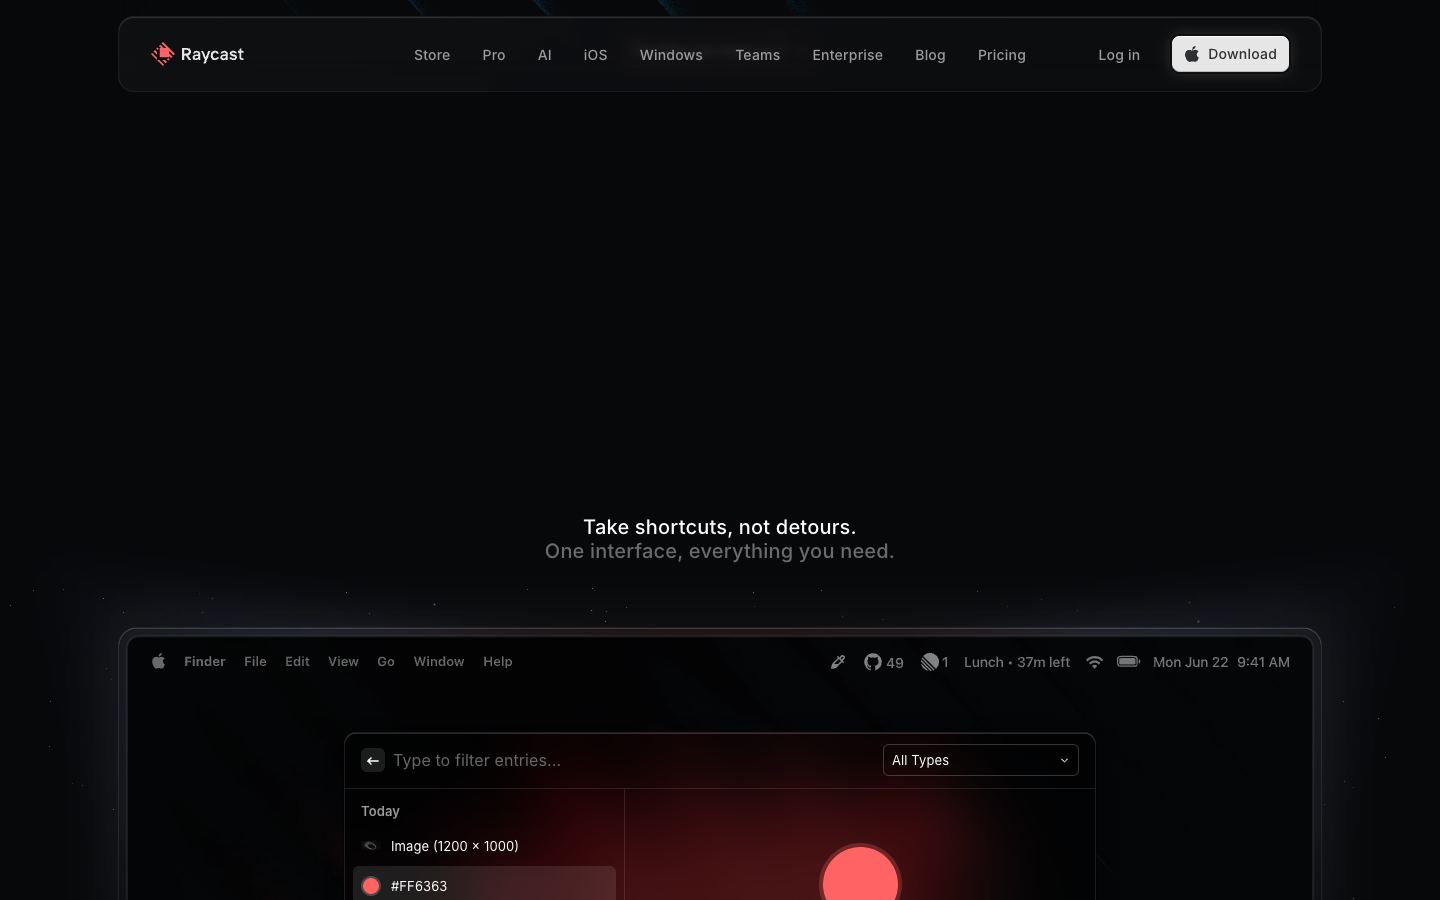 Raycast Store Pro AI iOS Windows Teams Enterprise Blog Pricing Log in Download
Take shortcuts, not detours.
One interface, everything you need.
Finder File Edit View Go Window Help 49 1 Lunch • 37m left Mon Jun 22 9:41 AM
Type to filter entries... All Types
Today
Image (1200 × 1000)
#FF6363